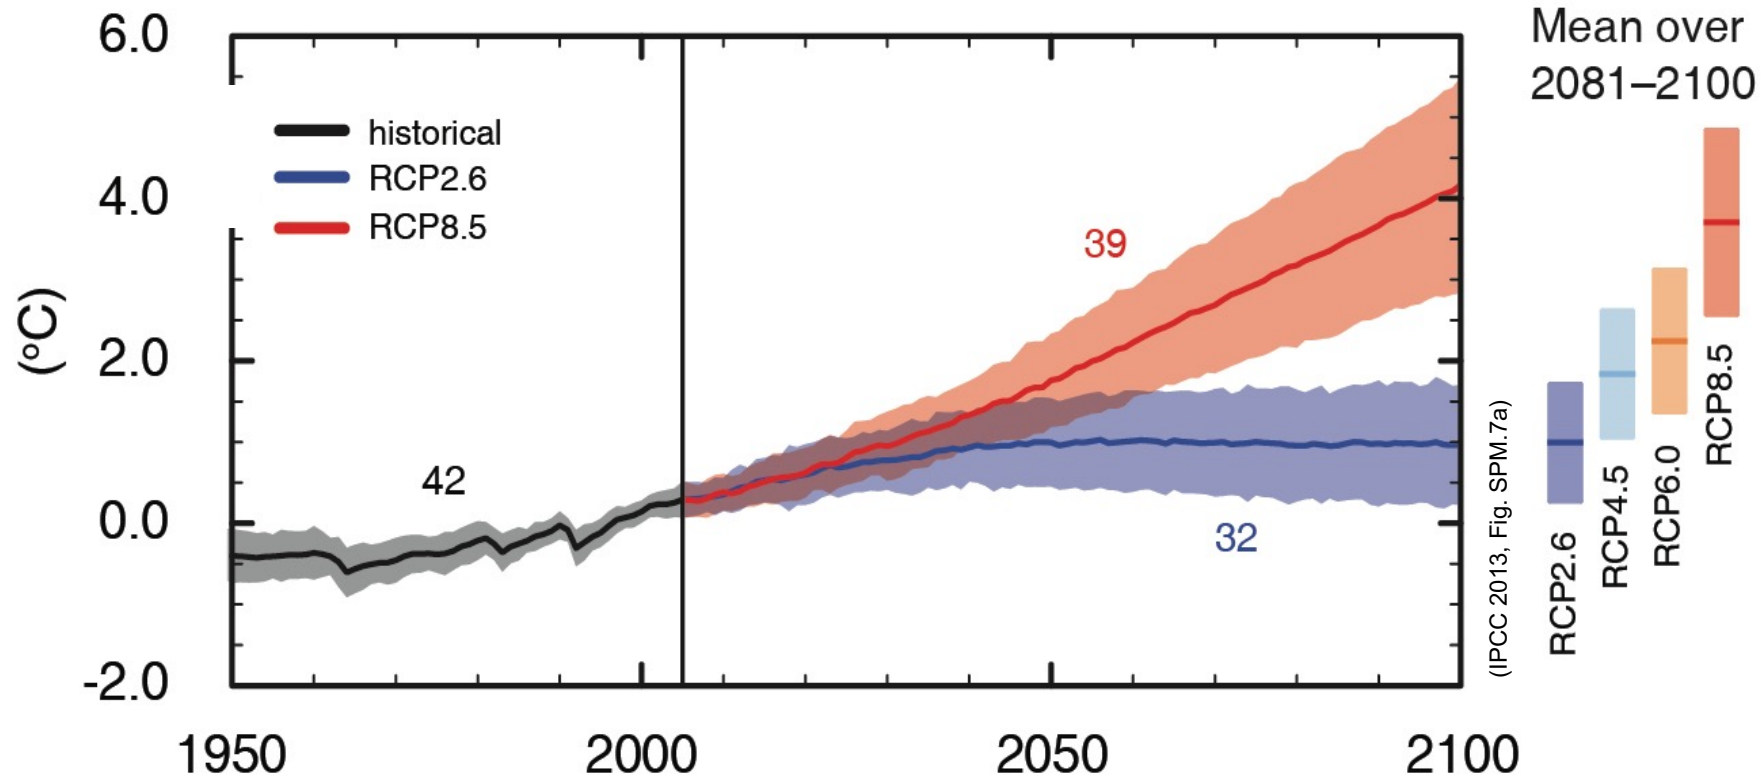 6.0
4.0
2.0
0.0
-2.0
(°C)
historical
RCP2.6
RCP8.5
42
39
32
1950
2000
2050
2100
(IPCC 2013, Fig. SPM.7a)
Mean over
2081–2100
RCP2.6
RCP4.5
RCP6.0
RCP8.5